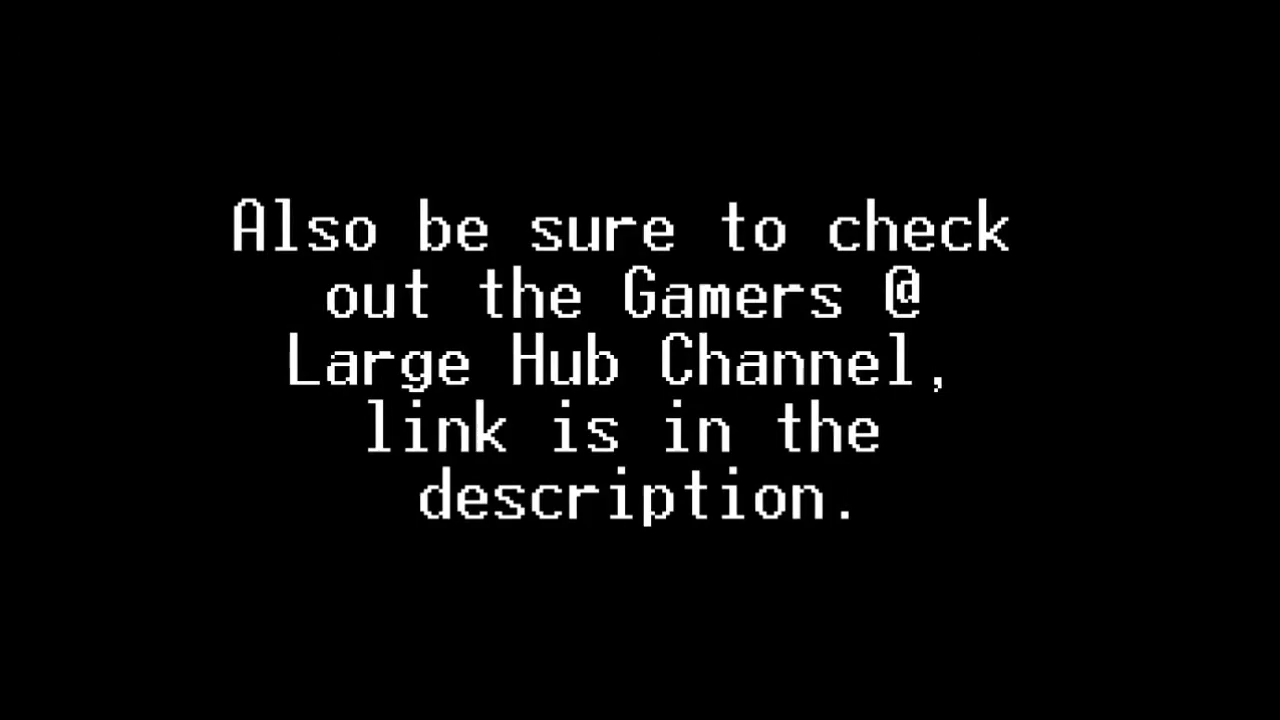 Also be sure to check
out the Gamers @
Large Hub Channel,
link is in the
description.